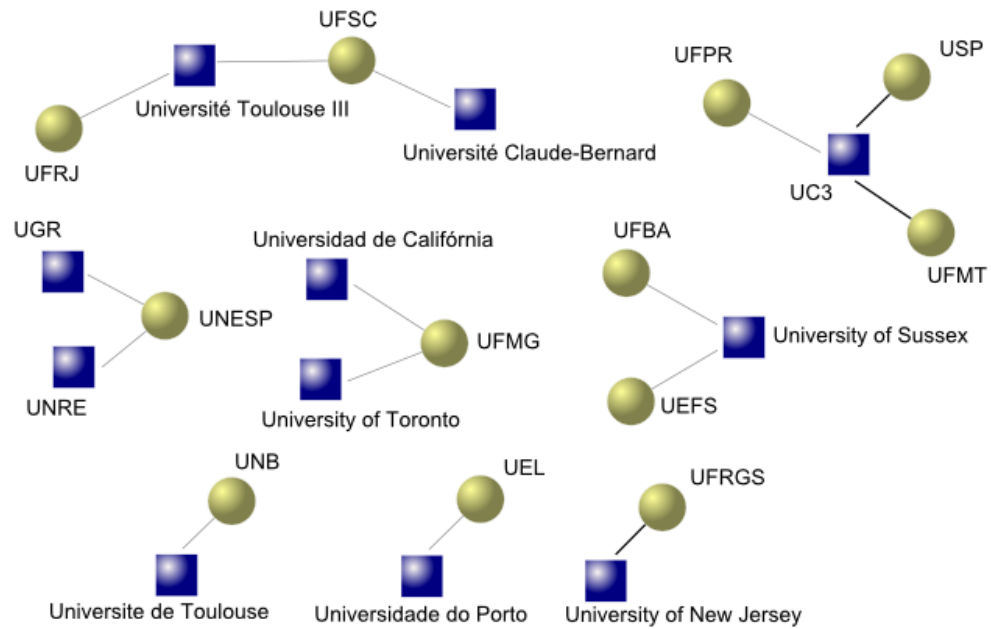 UFSC
Université Toulouse III
UFRJ
Université Claude-Bernard
UFPR
USP
UC3
UFMT
UGR
UNESP
UNRE
Universidad de Califórnia
UFMG
University of Toronto
UFBA
University of Sussex
UEFS
UNB
Universite de Toulouse
UEL
Universidade do Porto
UFRGS
University of New Jersey